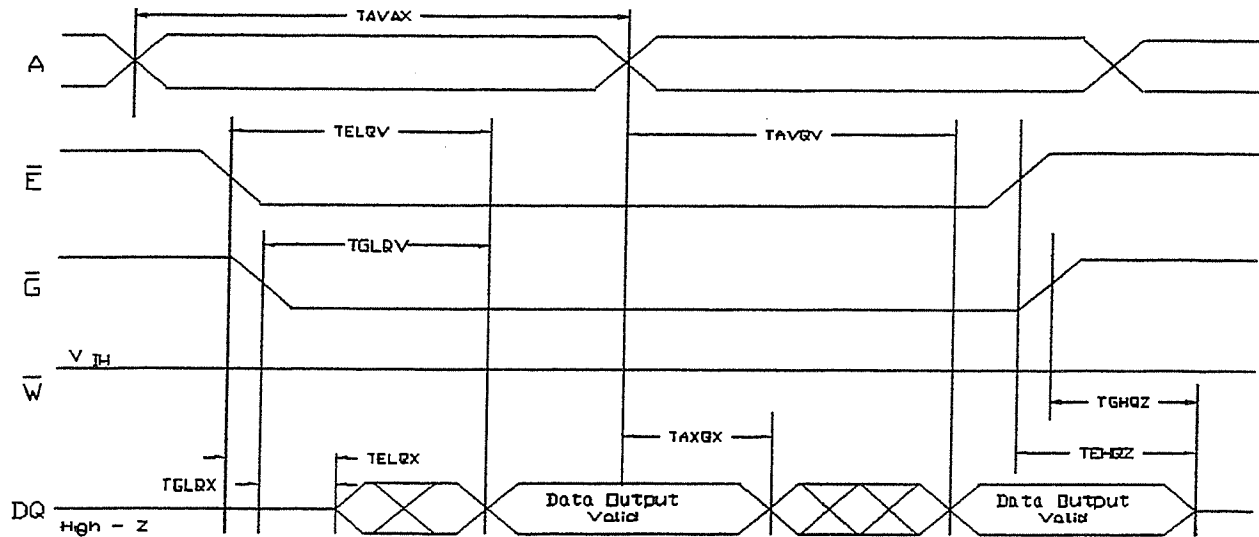 TAVAX
A
TELQV
TAVQV
E
TGLQV
G
V IH
W
TGHQZ
TAXQX
TEHQZ
TELQX
TGLQX
DQ
High - Z
Data Output
Valid
Data Output
Valid